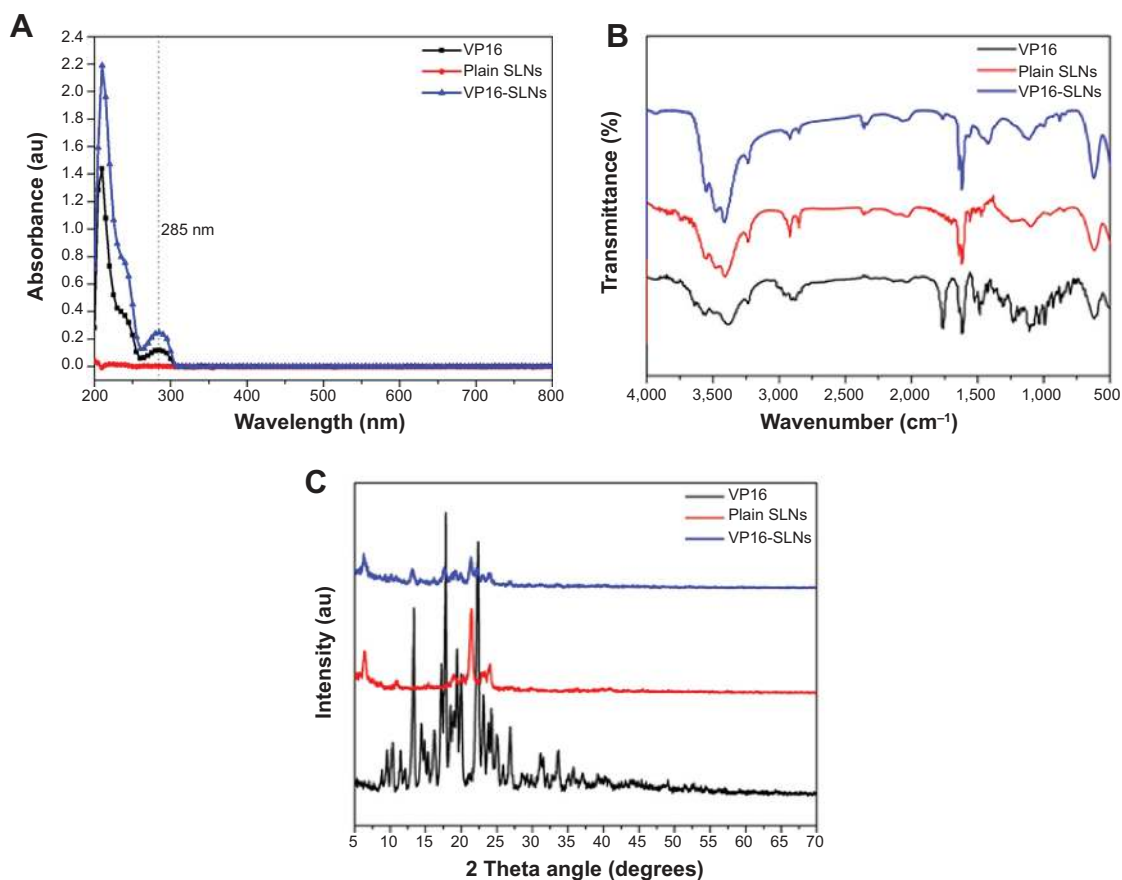 A
Absorbance (au)
2.4
2.2
2.0
1.8
1.6
1.4
1.2
1.0
0.8
0.6
0.4
0.2
0.0
VP16
Plain SLNs
VP16-SLNs
285 nm
200 300 400 500 600 700 800
Wavelength (nm)
B
Transmittance (%)
VP16
Plain SLNs
VP16-SLNs
4,000 3,500 3,000 2,500 2,000 1,500 1,000 500
Wavenumber (cm⁻¹)
C
Intensity (au)
VP16
Plain SLNs
VP16-SLNs
5 10 15 20 25 30 35 40 45 50 55 60 65 70
2 Theta angle (degrees)